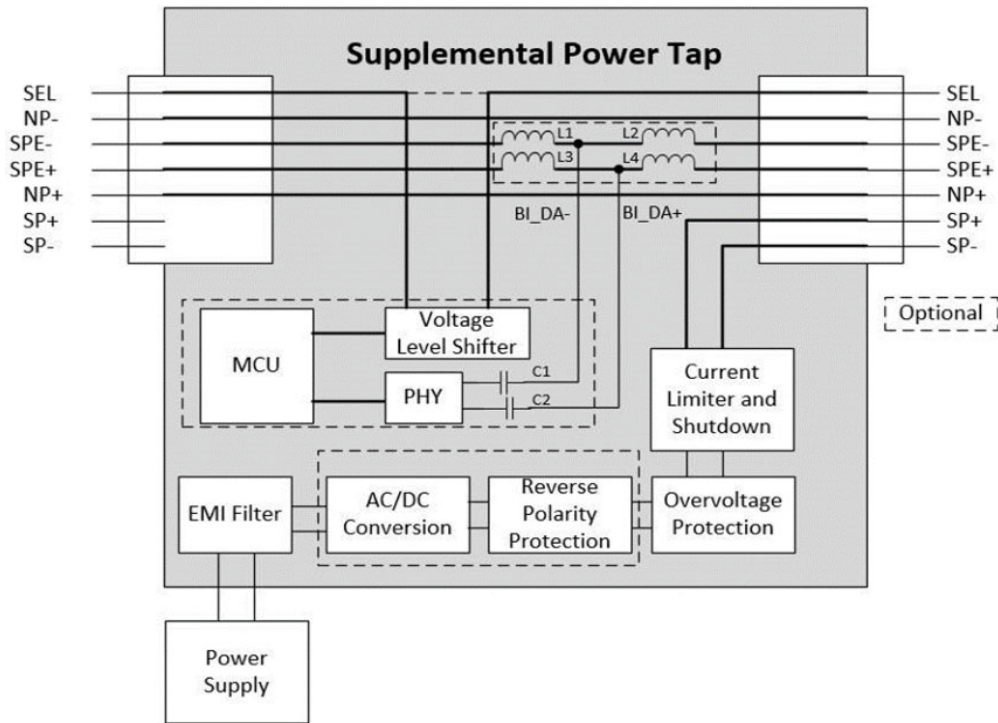 Supplemental Power Tap
SEL
NP-
SPE-
SPE+
NP+
SP+
SP-
L1
L2
L3
L4
BI_DA-
BI_DA+
SEL
NP-
SPE-
SPE+
NP+
SP+
SP-
Optional
MCU
Voltage
Level Shifter
PHY
C1
C2
Current
Limiter and
Shutdown
EMI Filter
AC/DC
Conversion
Reverse
Polarity
Protection
Overvoltage
Protection
Power
Supply